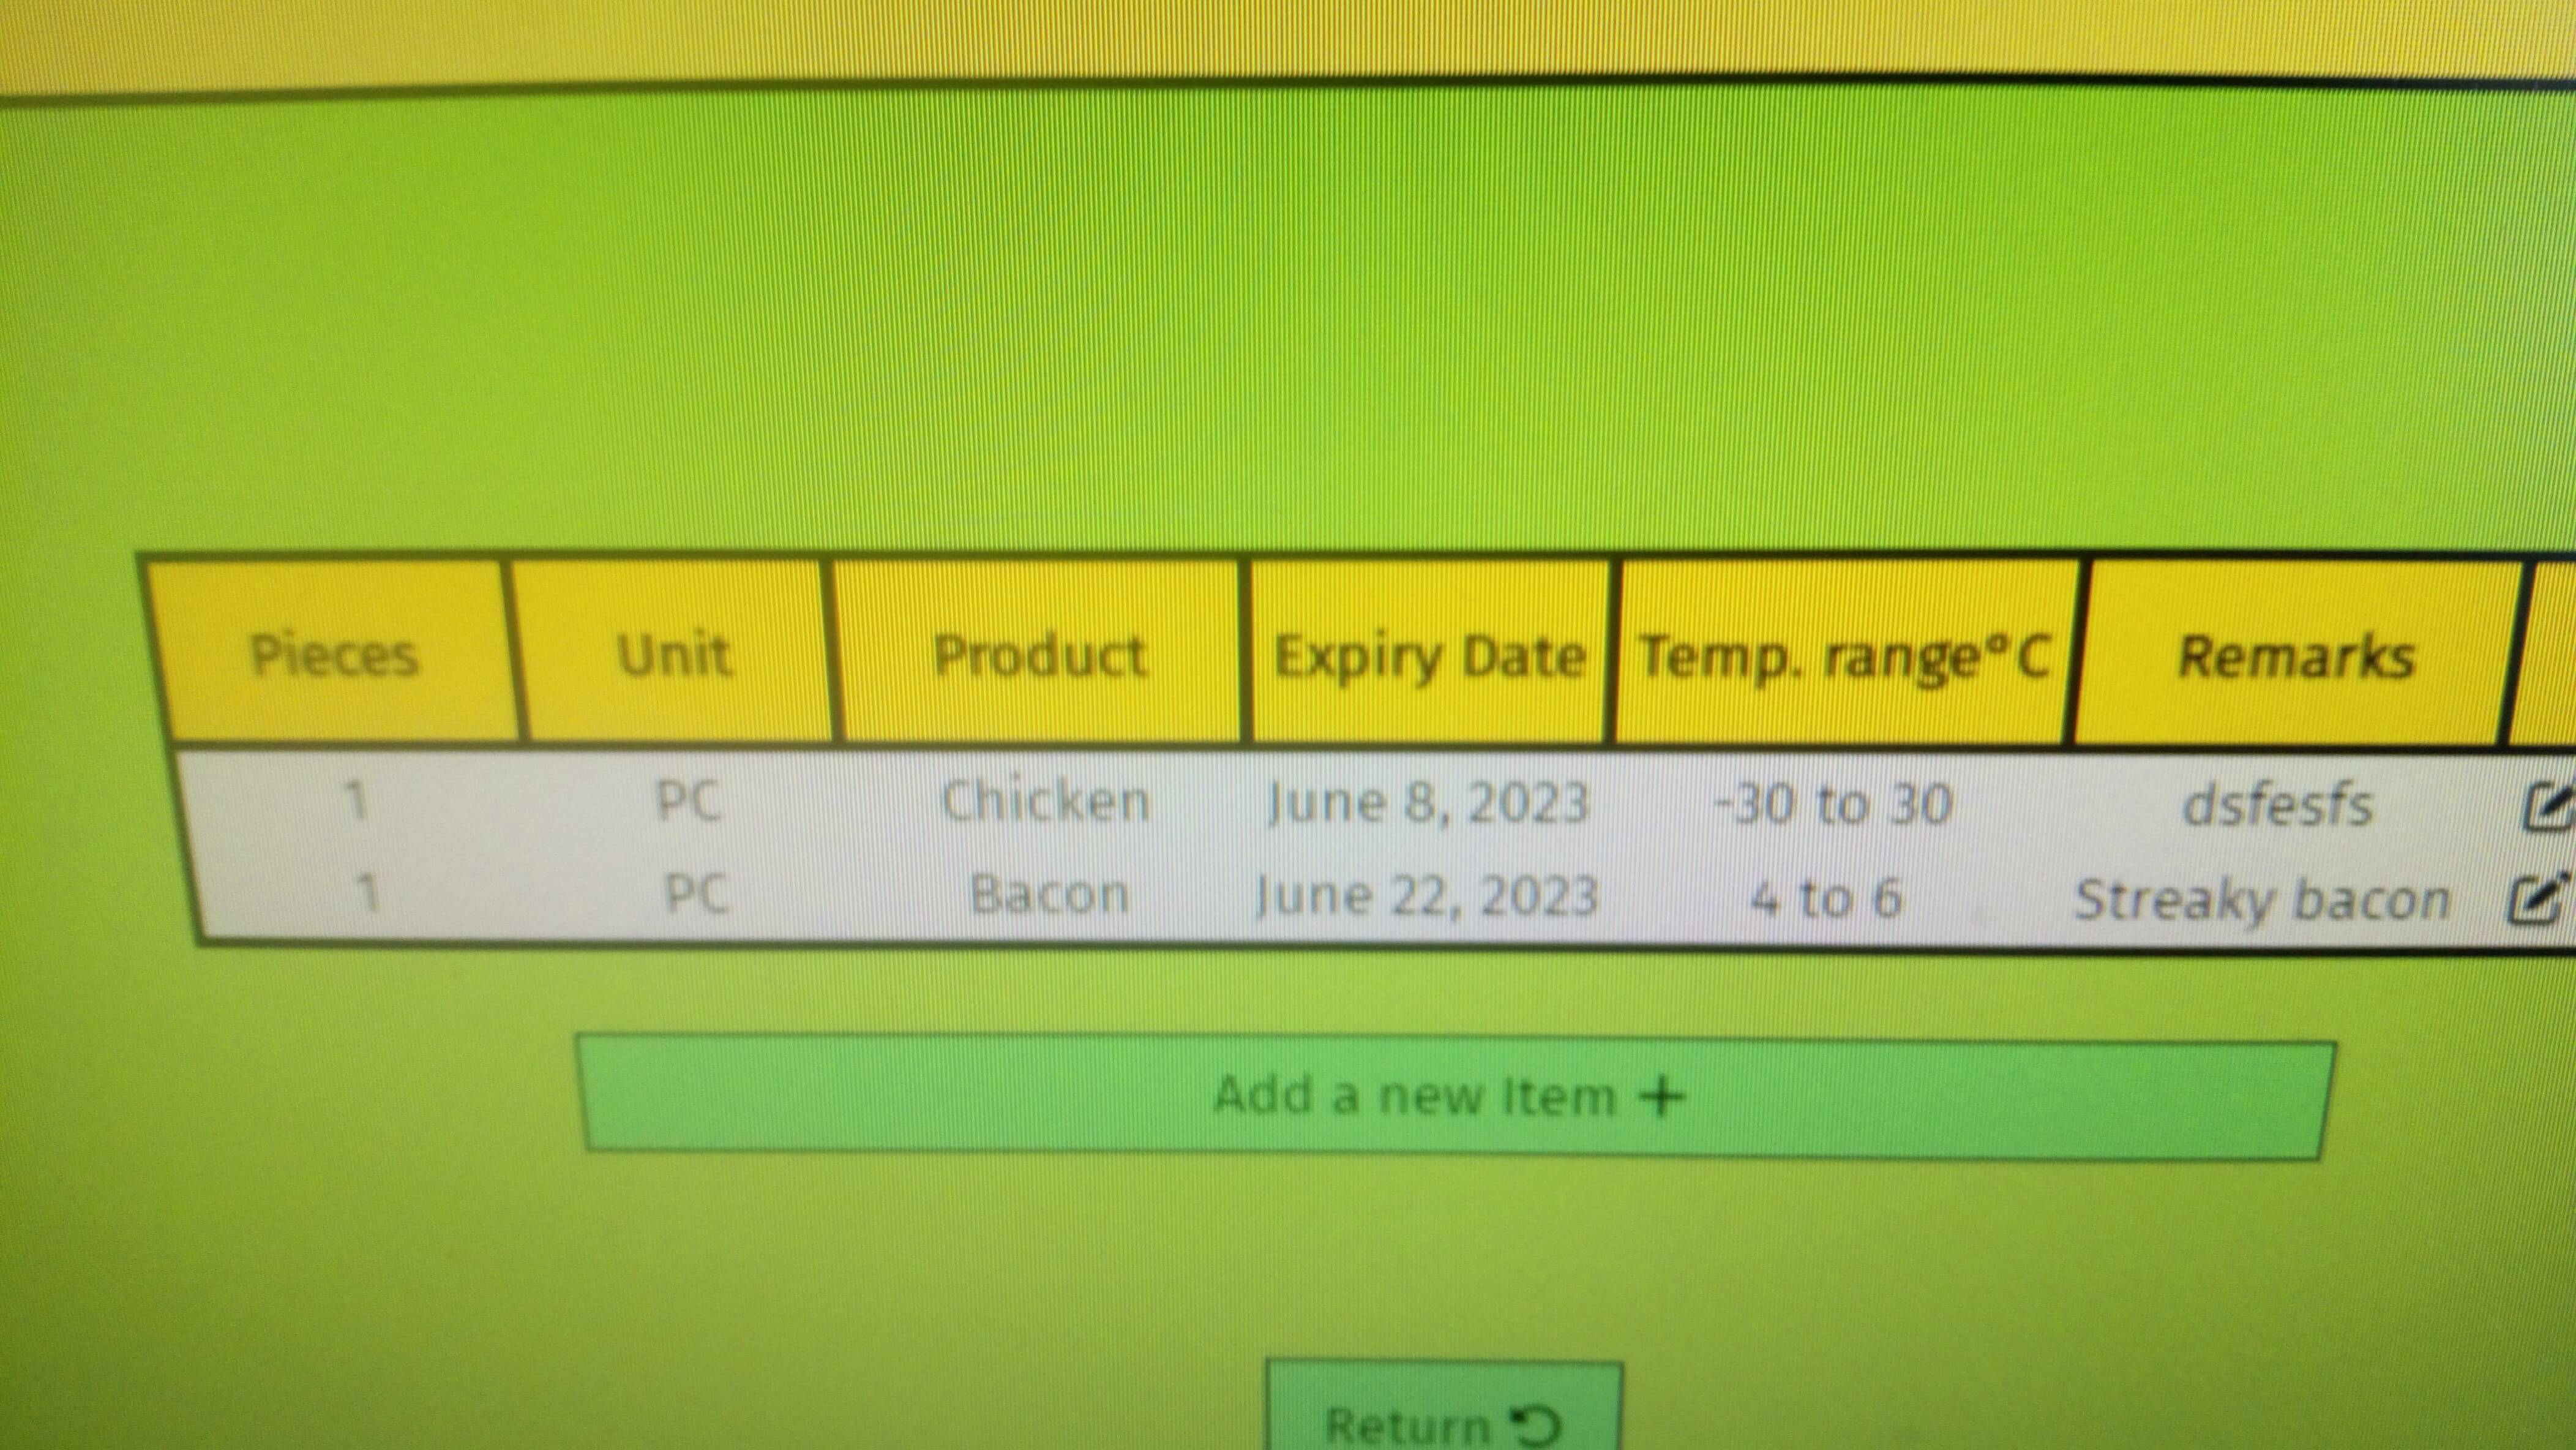 Pieces Unit Product Expiry Date Temp. range°C Remarks
1 PC Chicken June 8, 2023 -30 to 30 dsfesfs
1 PC Bacon June 22, 2023 4 to 6 Streaky bacon
Add a new Item +
Return